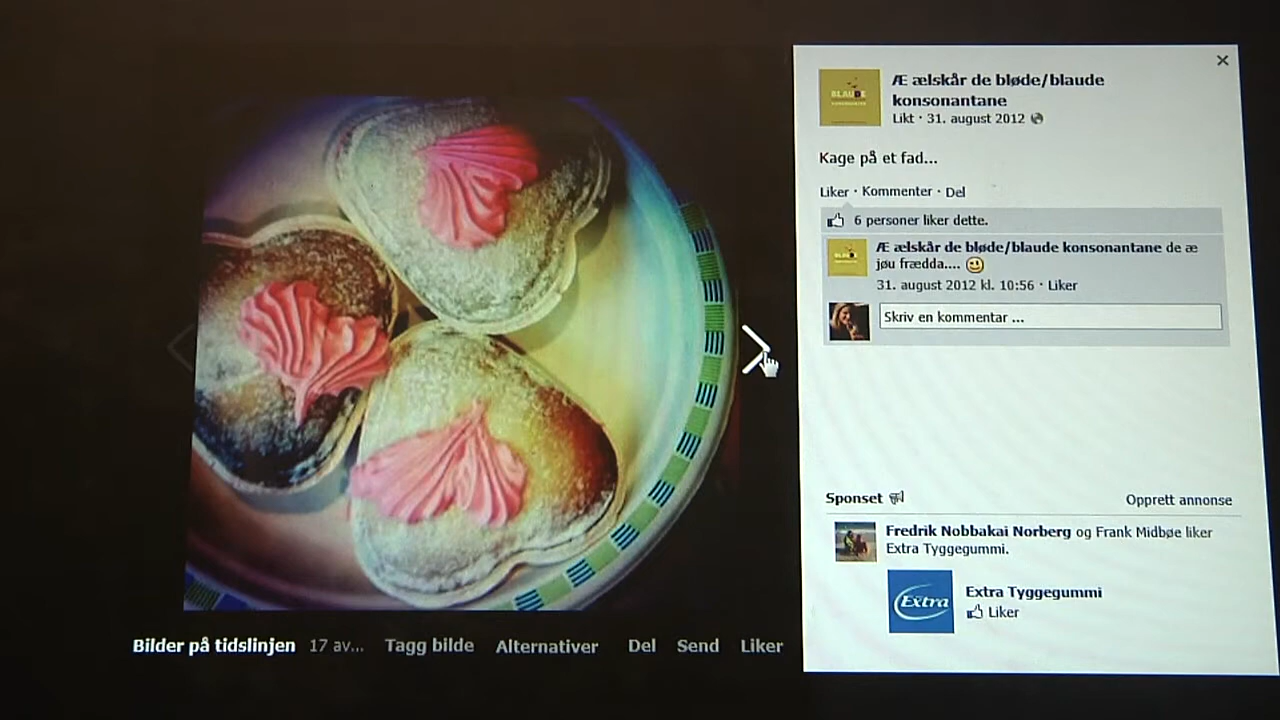 Æ ælskår de bløde/blaude
konsonantane
Likt · 31. august 2012
Kage på et fad...
Liker · Kommenter · Del
6 personer liker dette.
Æ ælskår de bløde/blaude konsonantane de æ
jøu frædda....
31. august 2012 kl. 10:56 · Liker
Skriv en kommentar ...
Sponset
Opprett annonse
Fredrik Nobbakai Norberg og Frank Midbøe liker
Extra Tyggegummi.
Extra
Extra Tyggegummi
Liker
Bilder på tidslinjen 17 av... Tagg bilde Alternativer Del Send Liker